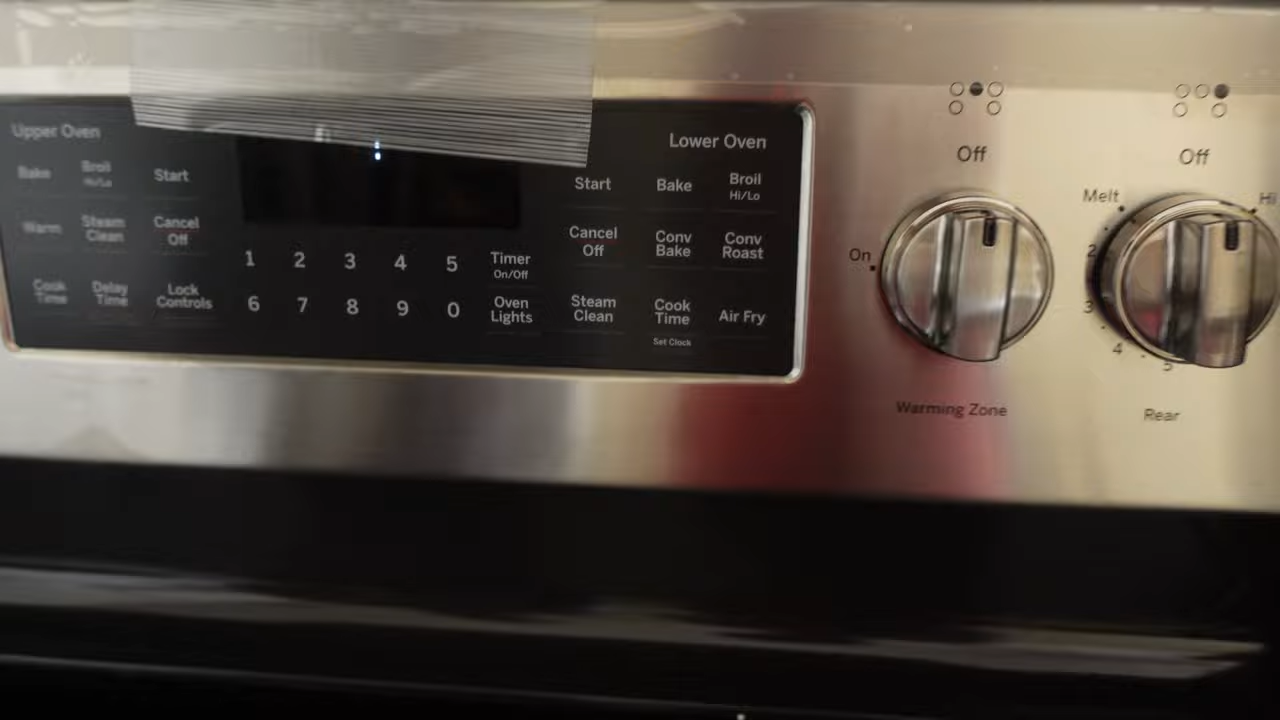 Upper Oven
Bake
Broil
Hi/Lo
Start
Warm
Steam
Clean
Cancel
Off
Cook
Time
Delay
Time
Lock
Controls
1 2 3 4 5
6 7 8 9 0
Timer
On/Off
Oven
Lights
Lower Oven
Start
Bake
Broil
Hi/Lo
Cancel
Off
Conv
Bake
Conv
Roast
Steam
Clean
Cook
Time
Set Clock
Air Fry
Off
On
Warming Zone
Off
Melt
Hi
2
3
4
5
Rear